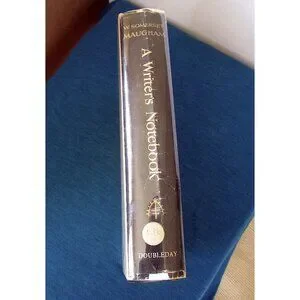 W. SOMERSET
MAUGHAM
A Writer's Notebook
DOUBLEDAY